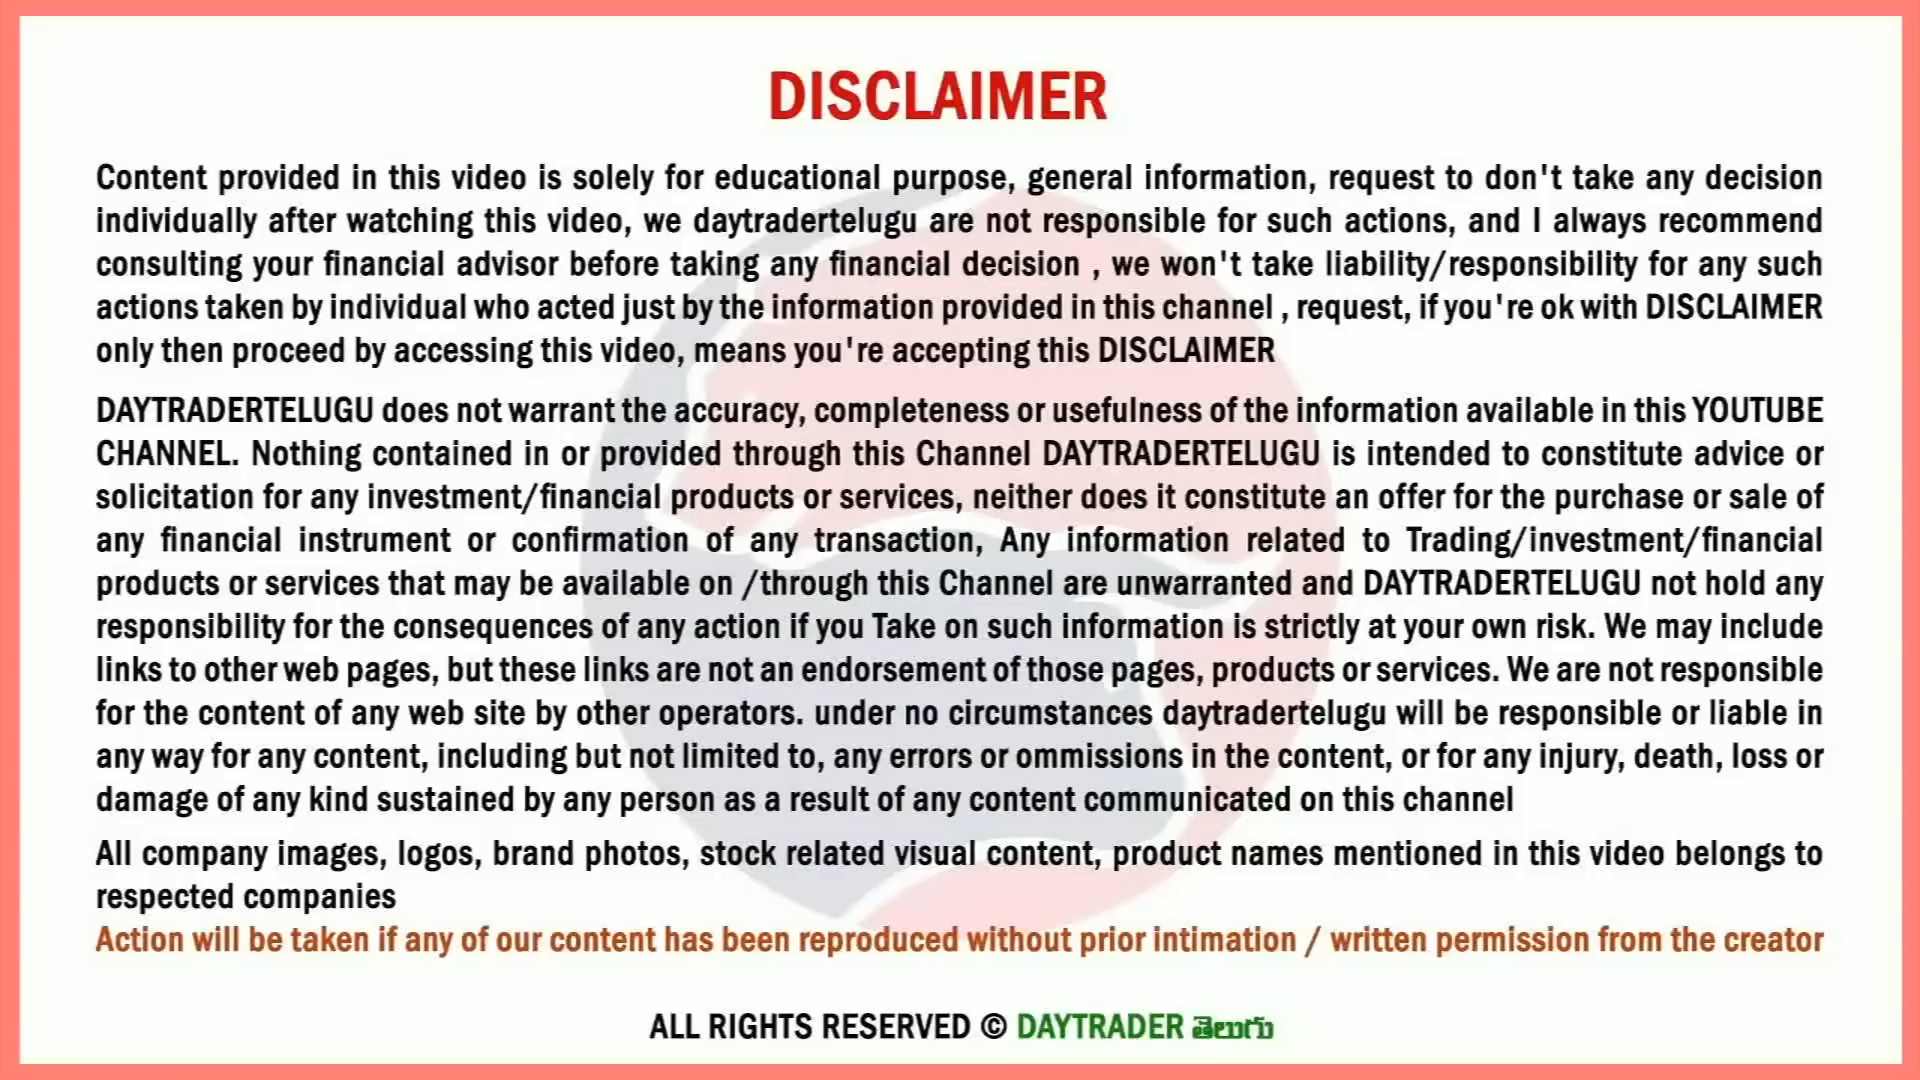 DISCLAIMER
Content provided in this video is solely for educational purpose, general information, request to don't take any decision
individually after watching this video, we daytradertelugu are not responsible for such actions, and I always recommend
consulting your financial advisor before taking any financial decision , we won't take liability/responsibility for any such
actions taken by individual who acted just by the information provided in this channel , request, if you're ok with DISCLAIMER
only then proceed by accessing this video, means you're accepting this DISCLAIMER
DAYTRADERTELUGU does not warrant the accuracy, completeness or usefulness of the information available in this YOUTUBE
CHANNEL. Nothing contained in or provided through this Channel DAYTRADERTELUGU is intended to constitute advice or
solicitation for any investment/financial products or services, neither does it constitute an offer for the purchase or sale of
any financial instrument or confirmation of any transaction, Any information related to Trading/investment/financial
products or services that may be available on /through this Channel are unwarranted and DAYTRADERTELUGU not hold any
responsibility for the consequences of any action if you Take on such information is strictly at your own risk. We may include
links to other web pages, but these links are not an endorsement of those pages, products or services. We are not responsible
for the content of any web site by other operators. under no circumstances daytradertelugu will be responsible or liable in
any way for any content, including but not limited to, any errors or ommissions in the content, or for any injury, death, loss or
damage of any kind sustained by any person as a result of any content communicated on this channel
All company images, logos, brand photos, stock related visual content, product names mentioned in this video belongs to
respected companies
Action will be taken if any of our content has been reproduced without prior intimation / written permission from the creator
ALL RIGHTS RESERVED © DAYTRADER తెలుగు